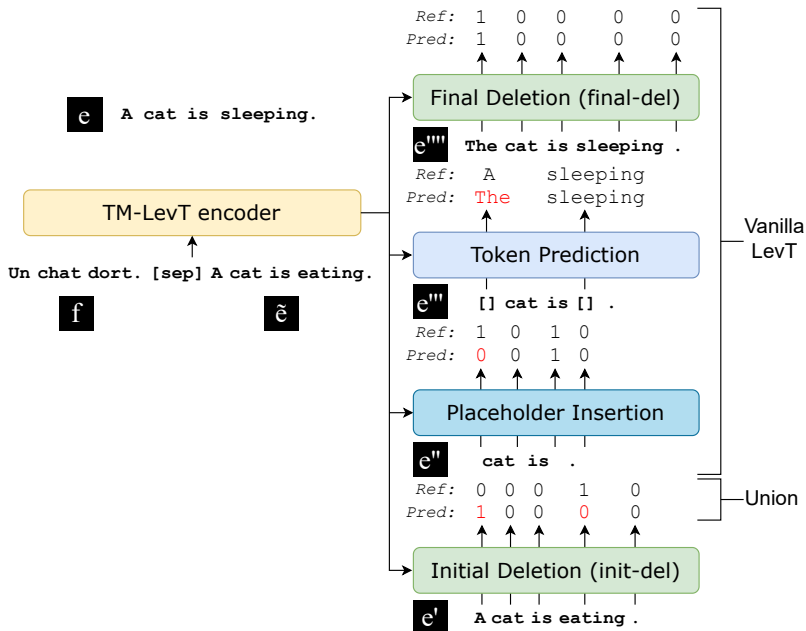 Ref: 1 0 0 0 0
Pred: 1 0 0 0 0
Final Deletion (final-del)
e A cat is sleeping.
e'''' The cat is sleeping .
Ref: A sleeping
Pred: The sleeping
TM-LevT encoder
Vanilla
LevT
Token Prediction
Un chat dort. [sep] A cat is eating.
f ẽ
e''' [] cat is [] .
Ref: 1 0 1 0
Pred: 0 0 1 0
Placeholder Insertion
e'' cat is .
Ref: 0 0 0 1 0
Pred: 1 0 0 0 0
Union
Initial Deletion (init-del)
e' A cat is eating .